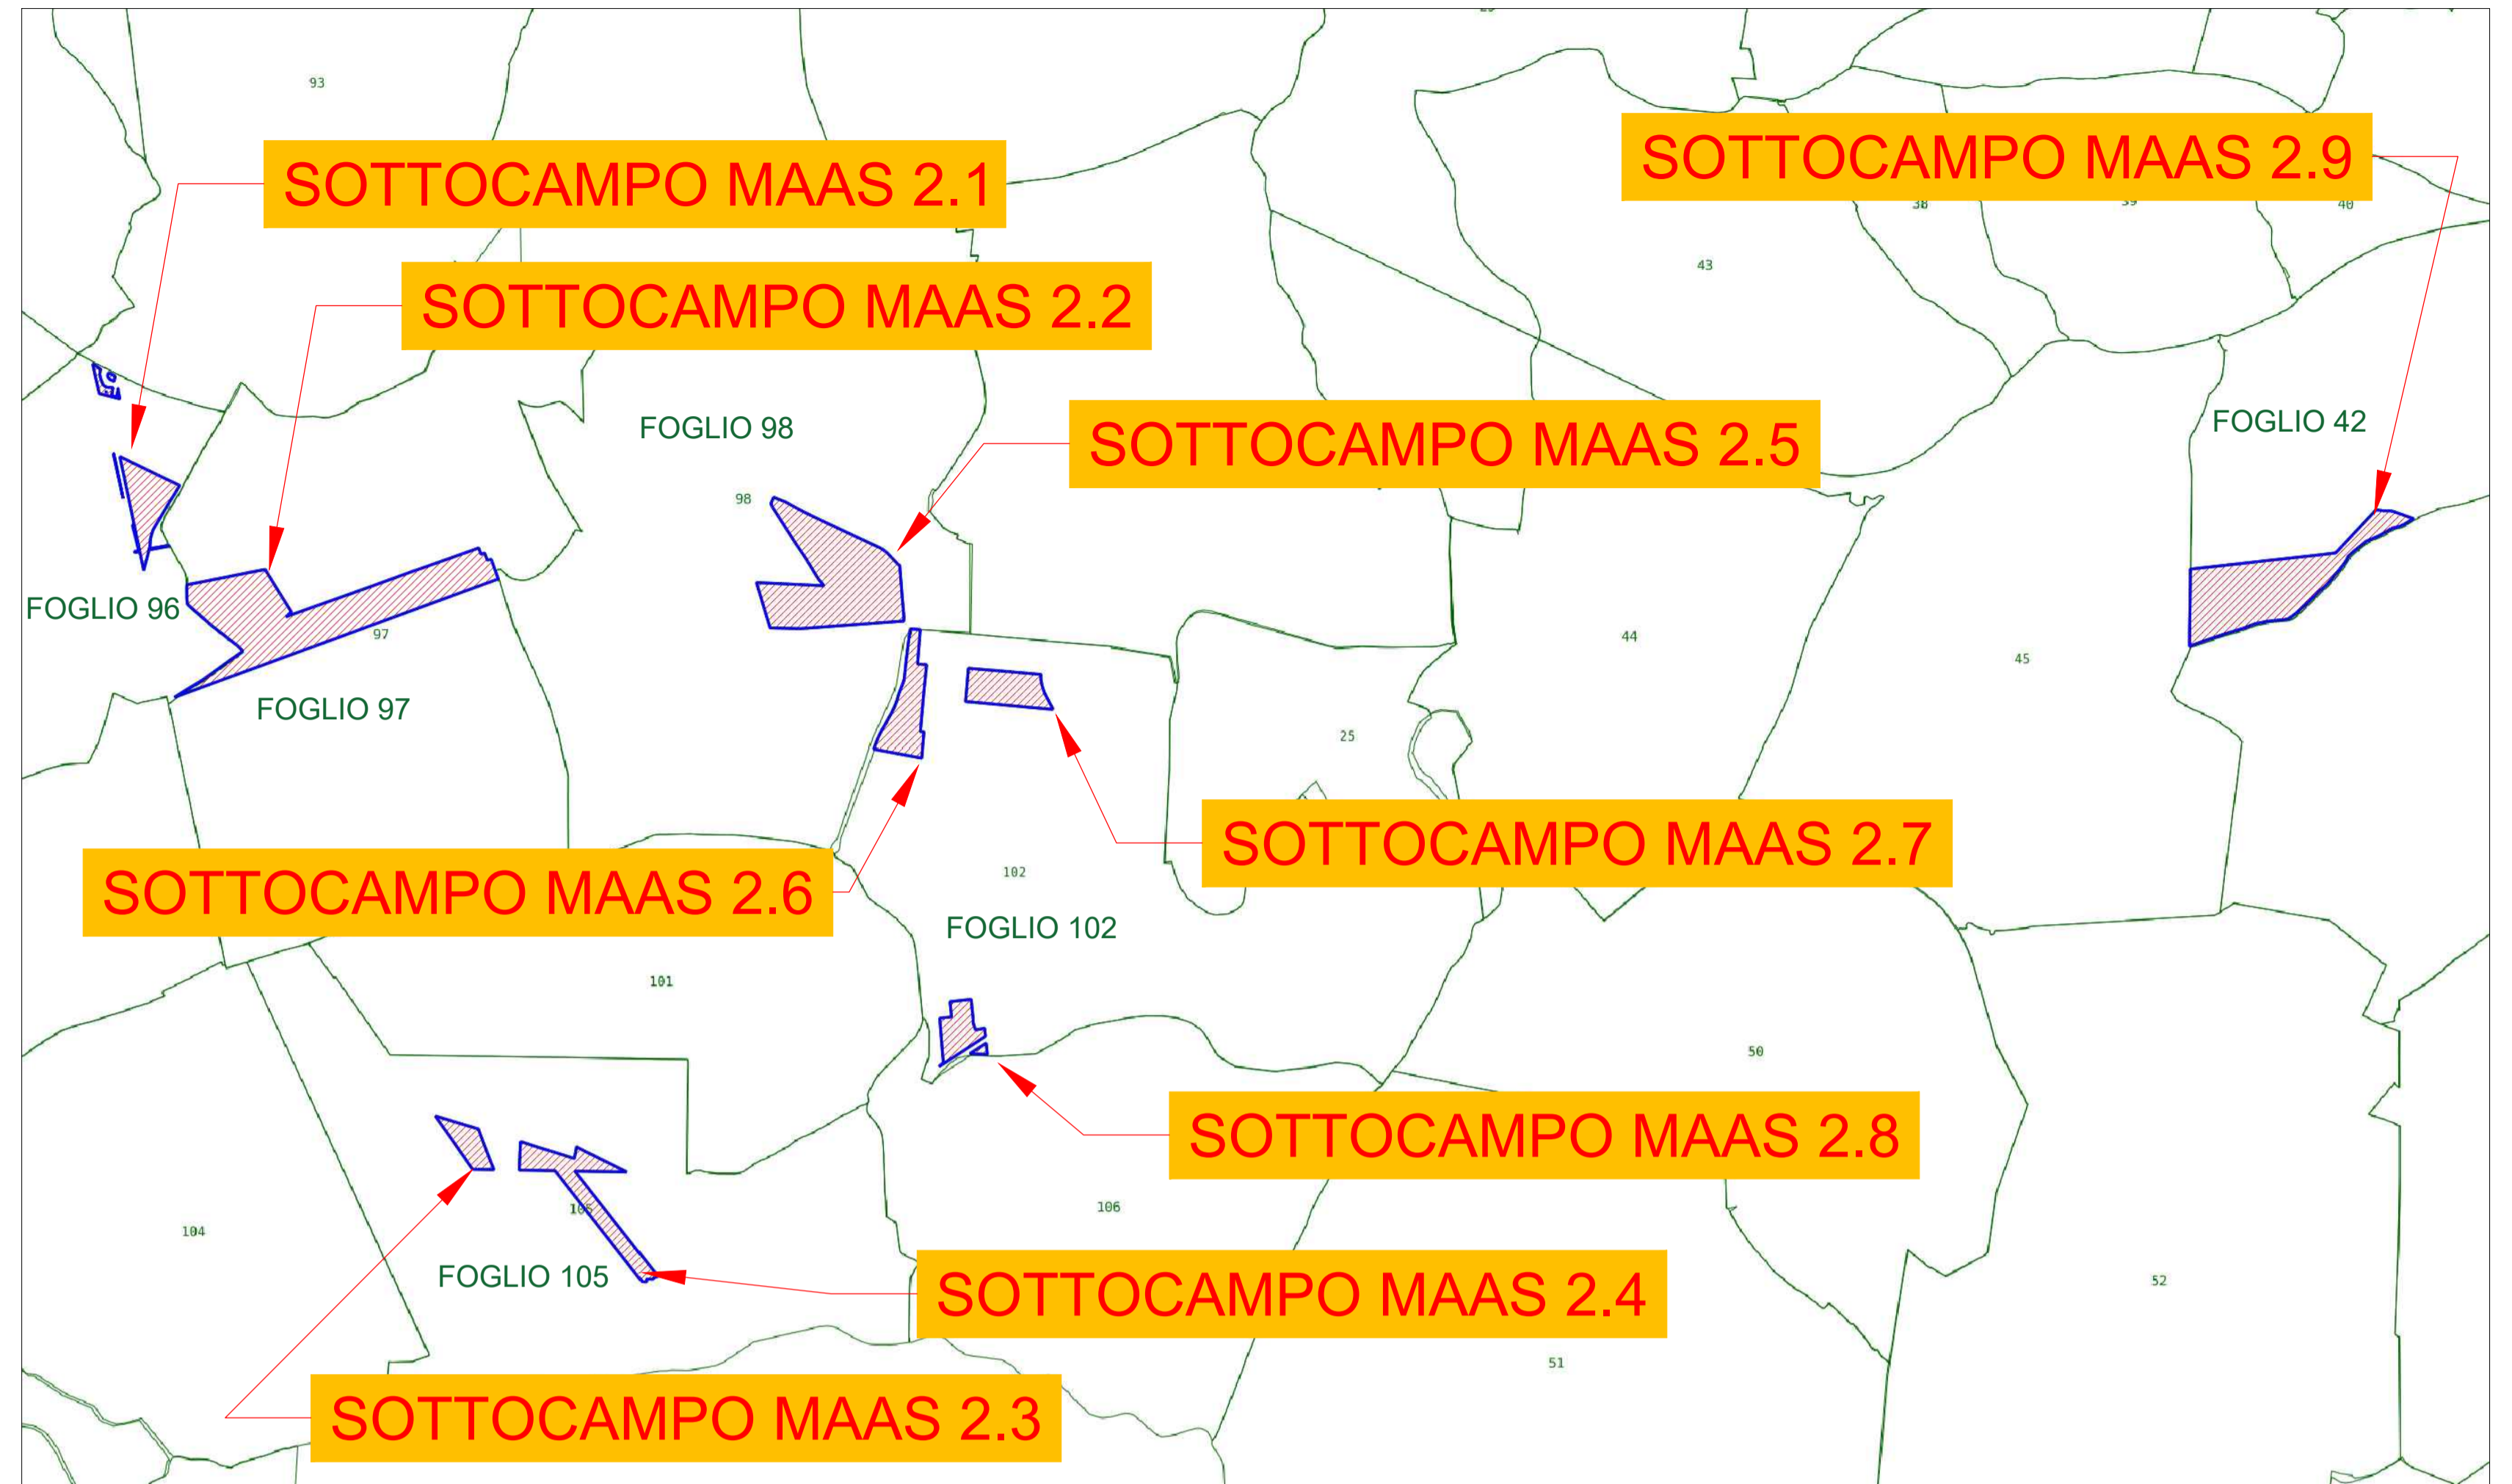 93
SOTTOCAMPO MAAS 2.1
SOTTOCAMPO MAAS 2.9
38
39
40
43
SOTTOCAMPO MAAS 2.2
FOGLIO 98
SOTTOCAMPO MAAS 2.5
FOGLIO 42
98
FOGLIO 96
97
44
45
FOGLIO 97
25
SOTTOCAMPO MAAS 2.7
SOTTOCAMPO MAAS 2.6
102
FOGLIO 102
101
50
SOTTOCAMPO MAAS 2.8
105
106
104
FOGLIO 105
52
SOTTOCAMPO MAAS 2.4
51
SOTTOCAMPO MAAS 2.3